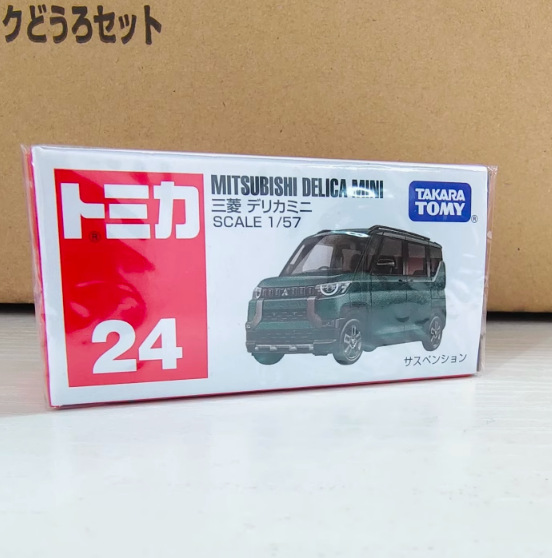 クどうろセット
トミカ
®
24
MITSUBISHI DELICA MINI
三菱 デリカミニ
SCALE 1/57
TAKARA
TOMY
®
サスペンション